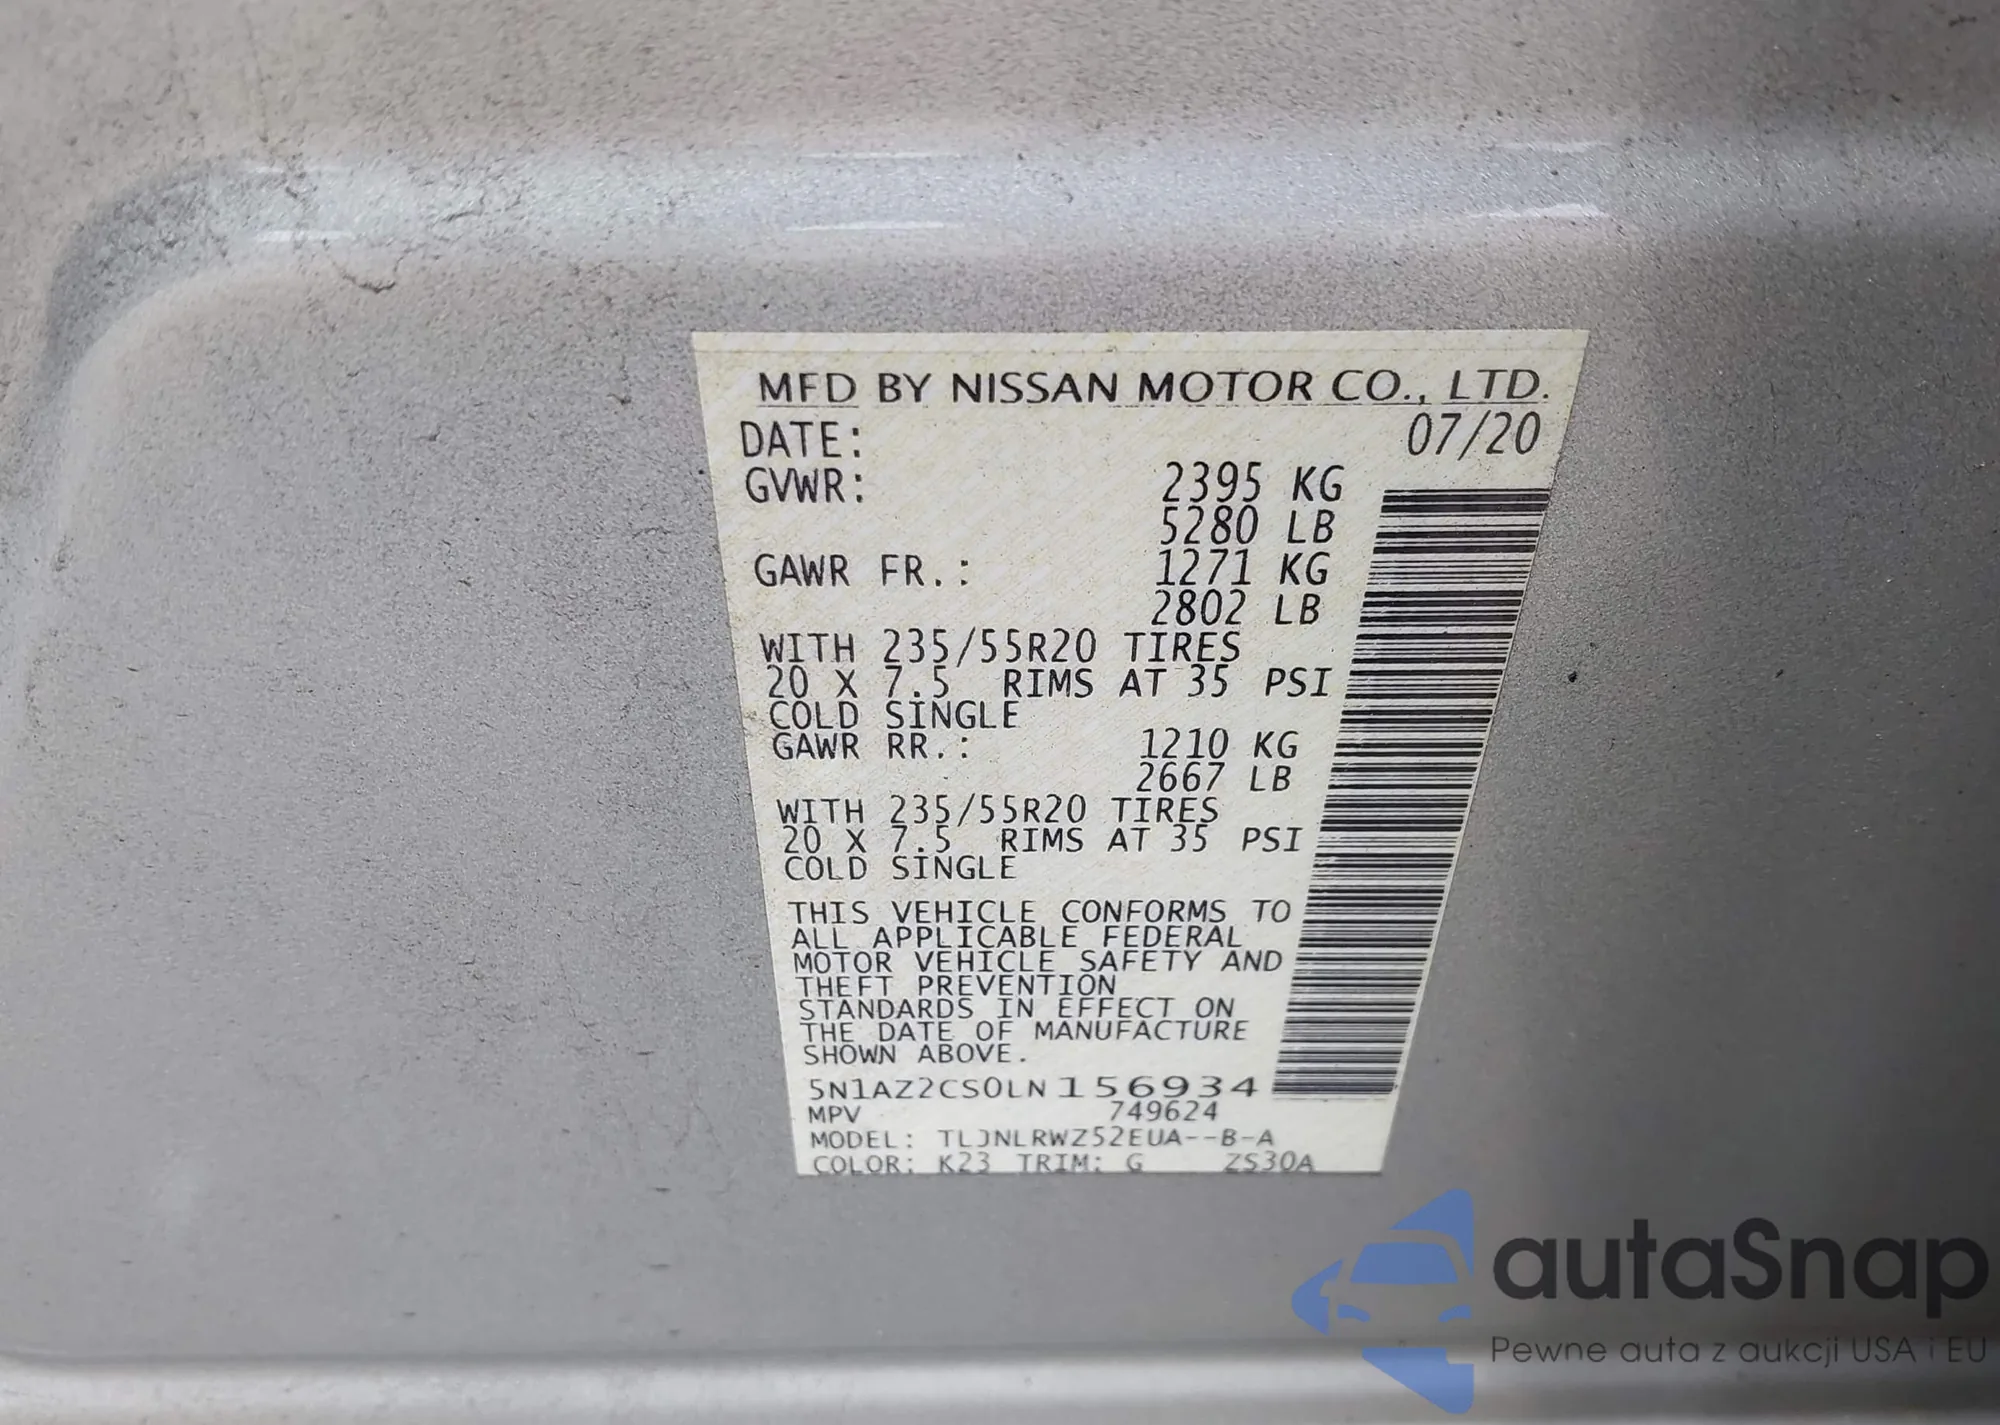 MFD BY NISSAN MOTOR CO., LTD.
DATE: 07/20
GVWR: 2395 KG
5280 LB
GAWR FR.: 1271 KG
2802 LB
WITH 235/55R20 TIRES
20 X 7.5 RIMS AT 35 PSI
COLD SINGLE
GAWR RR.: 1210 KG
2667 LB
WITH 235/55R20 TIRES
20 X 7.5 RIMS AT 35 PSI
COLD SINGLE
THIS VEHICLE CONFORMS TO
ALL APPLICABLE FEDERAL
MOTOR VEHICLE SAFETY AND
THEFT PREVENTION
STANDARDS IN EFFECT ON
THE DATE OF MANUFACTURE
SHOWN ABOVE.
5N1AZ2CS0LN156934
MPV 749624
MODEL: TLJNLRWZ52EUA--B-A
COLOR: K23 TRIM: G ZS30A
autaSnap
Pewne auta z aukcji USA i EU